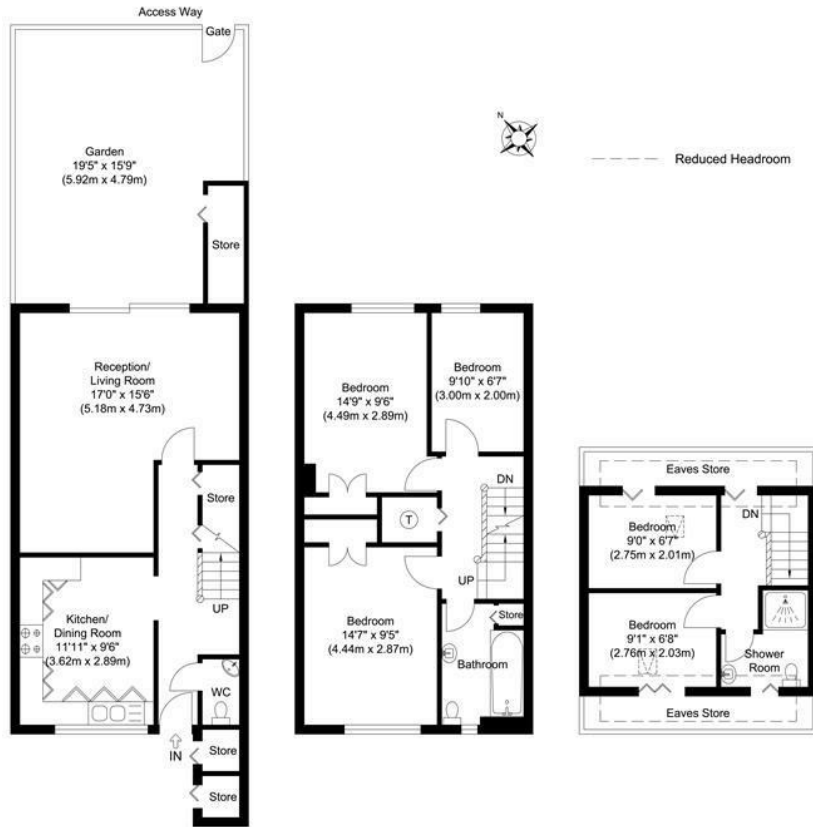 Access Way
Gate
Garden
19'5" x 15'9"
(5.92m x 4.79m)
Store
N
Reduced Headroom
Reception/
Living Room
17'0" x 15'6"
(5.18m x 4.73m)
Store
UP
Kitchen/
Dining Room
11'11" x 9'6"
(3.62m x 2.89m)
WC
IN
Store
Store
Bedroom
14'9" x 9'6"
(4.49m x 2.89m)
Bedroom
9'10" x 6'7"
(3.00m x 2.00m)
DN
T
UP
Bedroom
14'7" x 9'5"
(4.44m x 2.87m)
Store
Bathroom
Eaves Store
DN
Bedroom
9'0" x 6'7"
(2.75m x 2.01m)
Bedroom
9'1" x 6'8"
(2.76m x 2.03m)
Shower
Room
Eaves Store